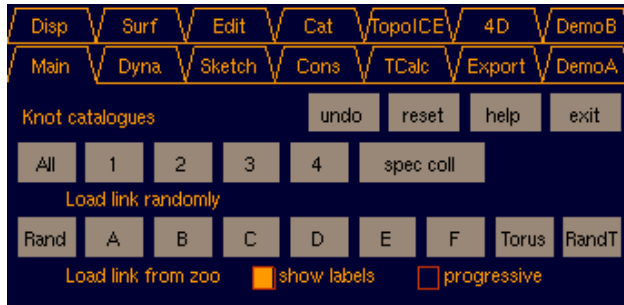 Disp Surf Edit Cat TopoICE 4D DemoB
Main Dyna Sketch Cons TCalc Export DemoA
Knot catalogues undo reset help exit
All 1 2 3 4 spec coll
Load link randomly
Rand A B C D E F Torus RandT
Load link from zoo show labels progressive